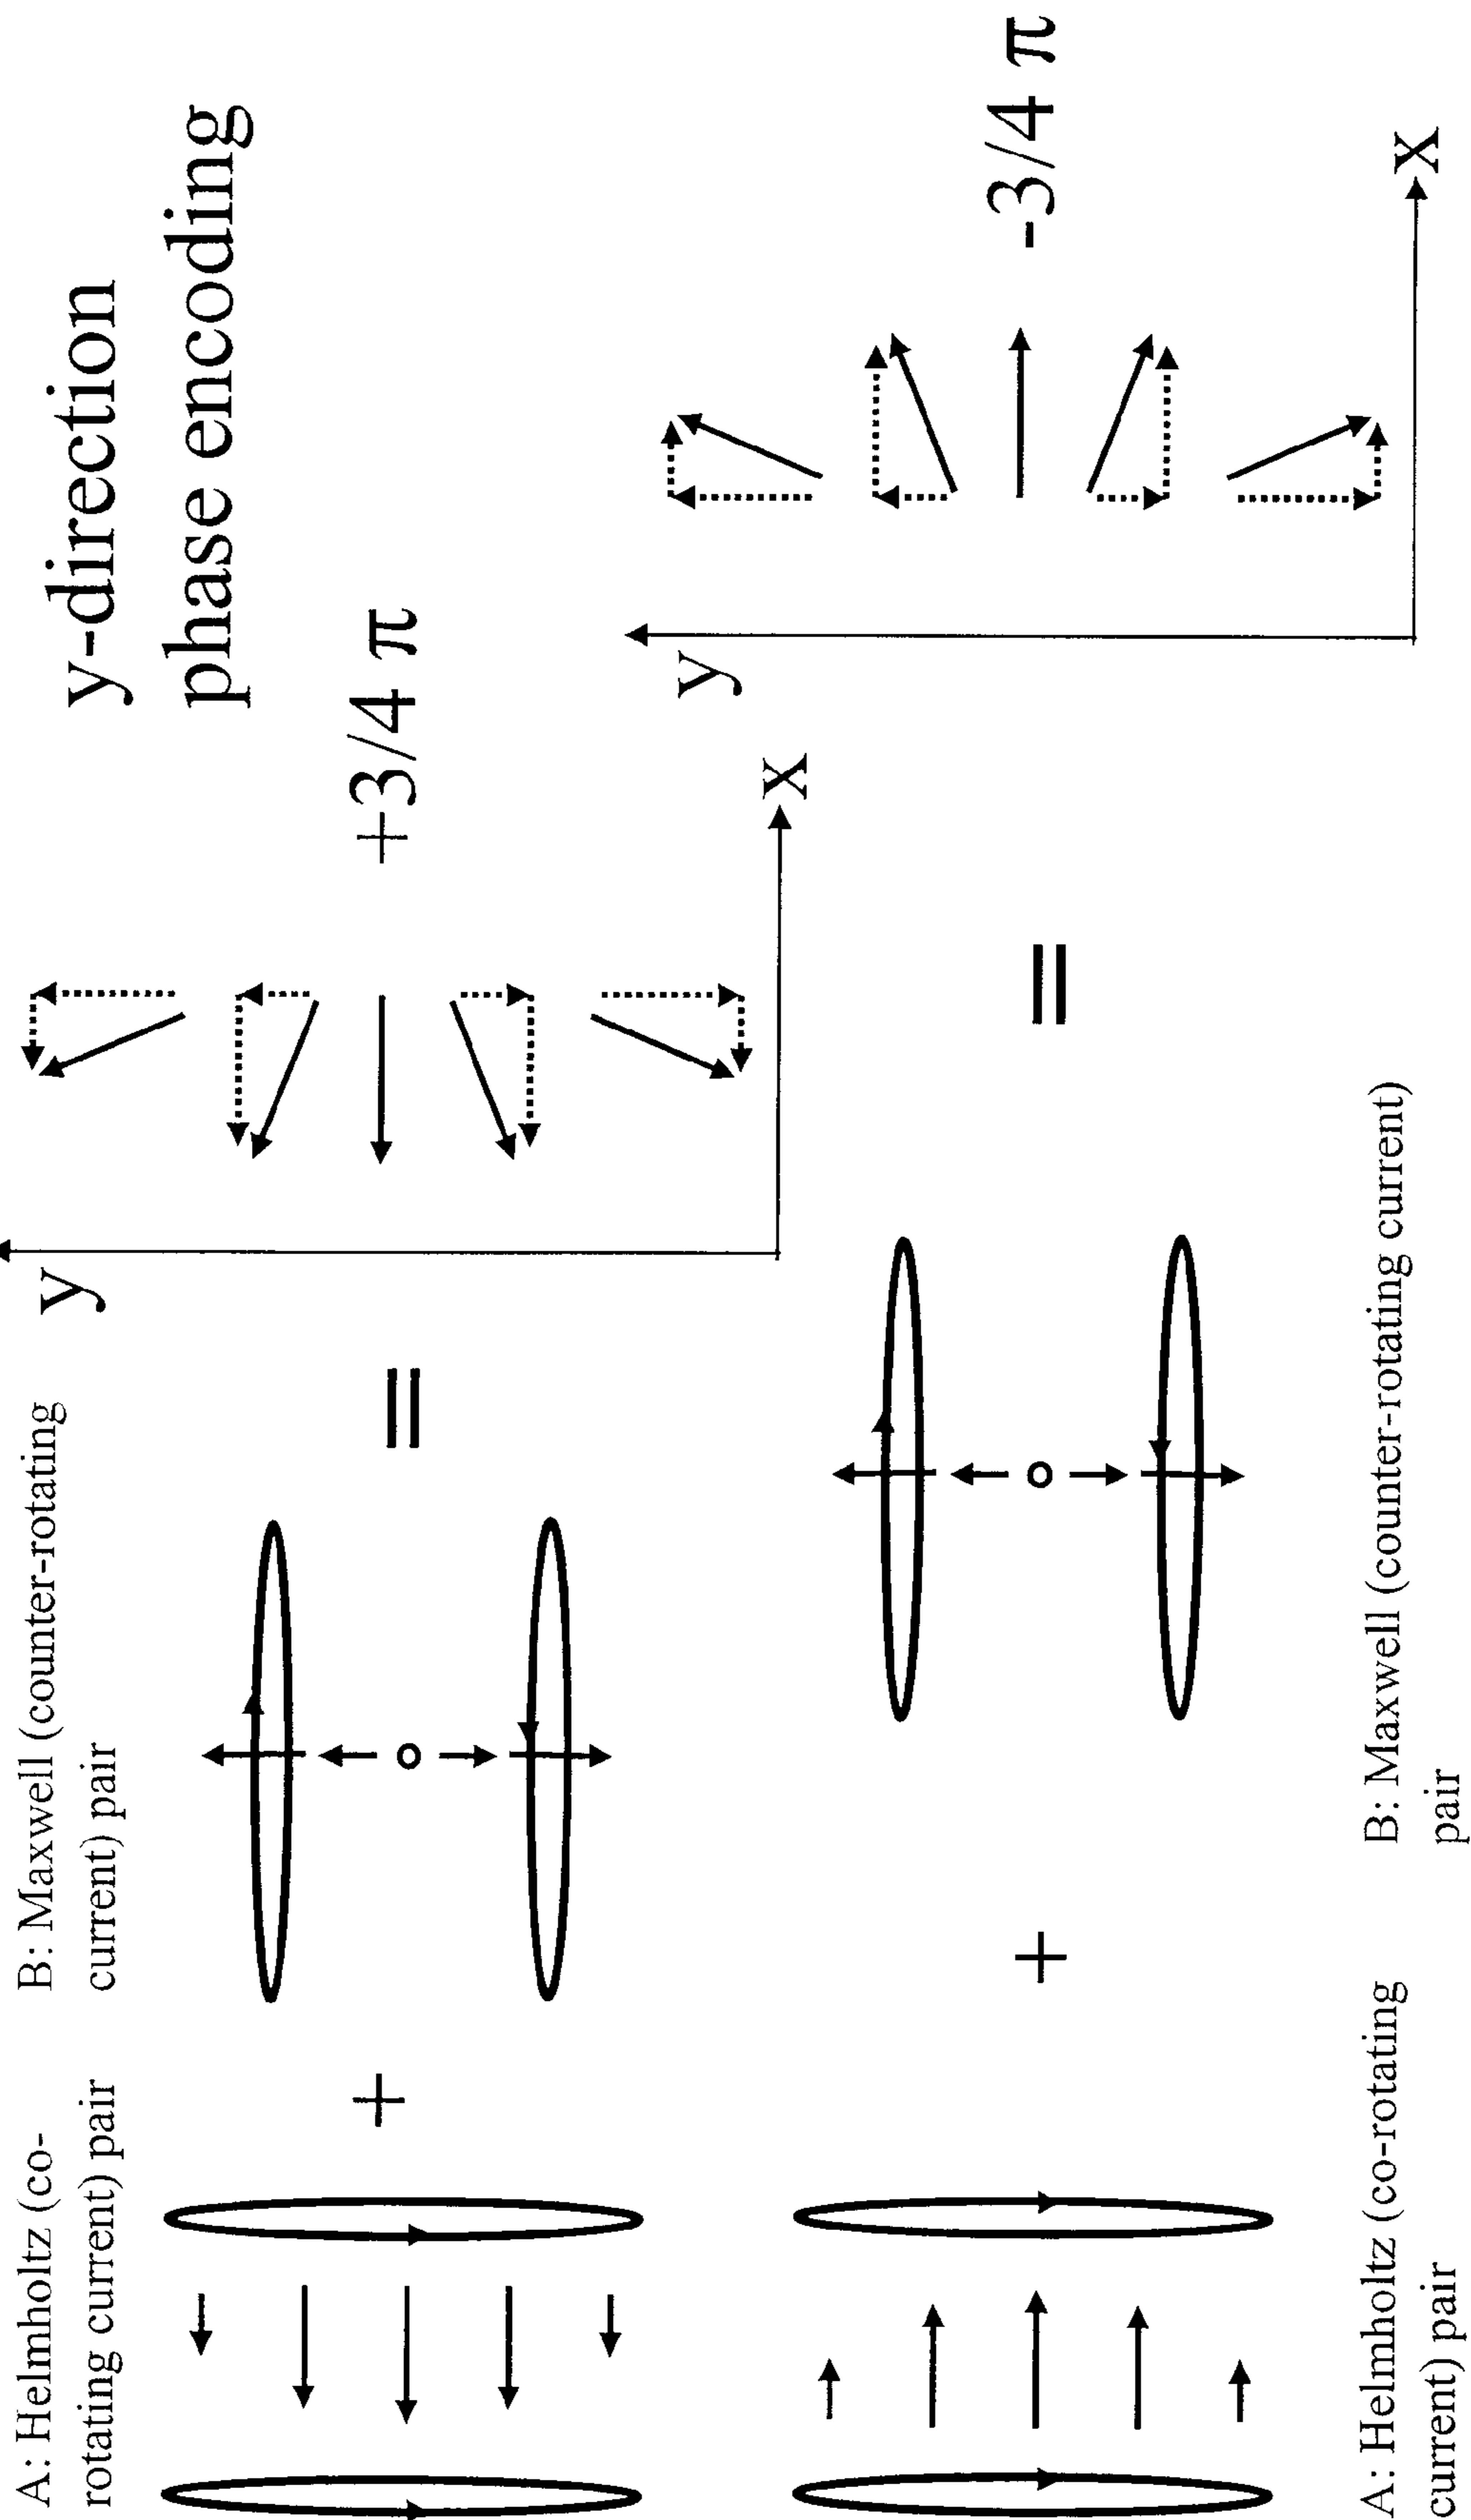 A: Helmholtz (co-
rotating current) pair
B: Maxwell (counter-rotating
current) pair
y-direction
phase encoding
+
=
y
x
+3/4 π
+
=
y
x
-3/4 π
A: Helmholtz (co-rotating
current) pair
B: Maxwell (counter-rotating current)
pair